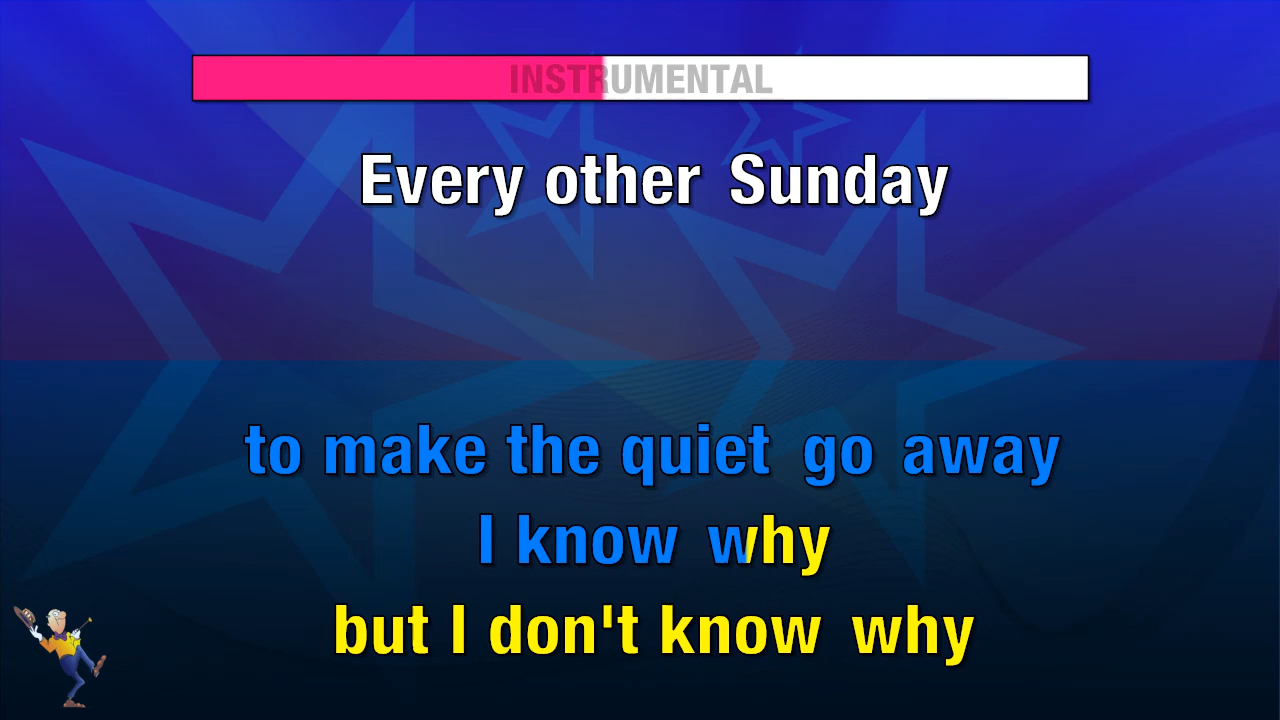 INSTRUMENTAL
Every other Sunday
to make the quiet go away
I know why
but I don't know why